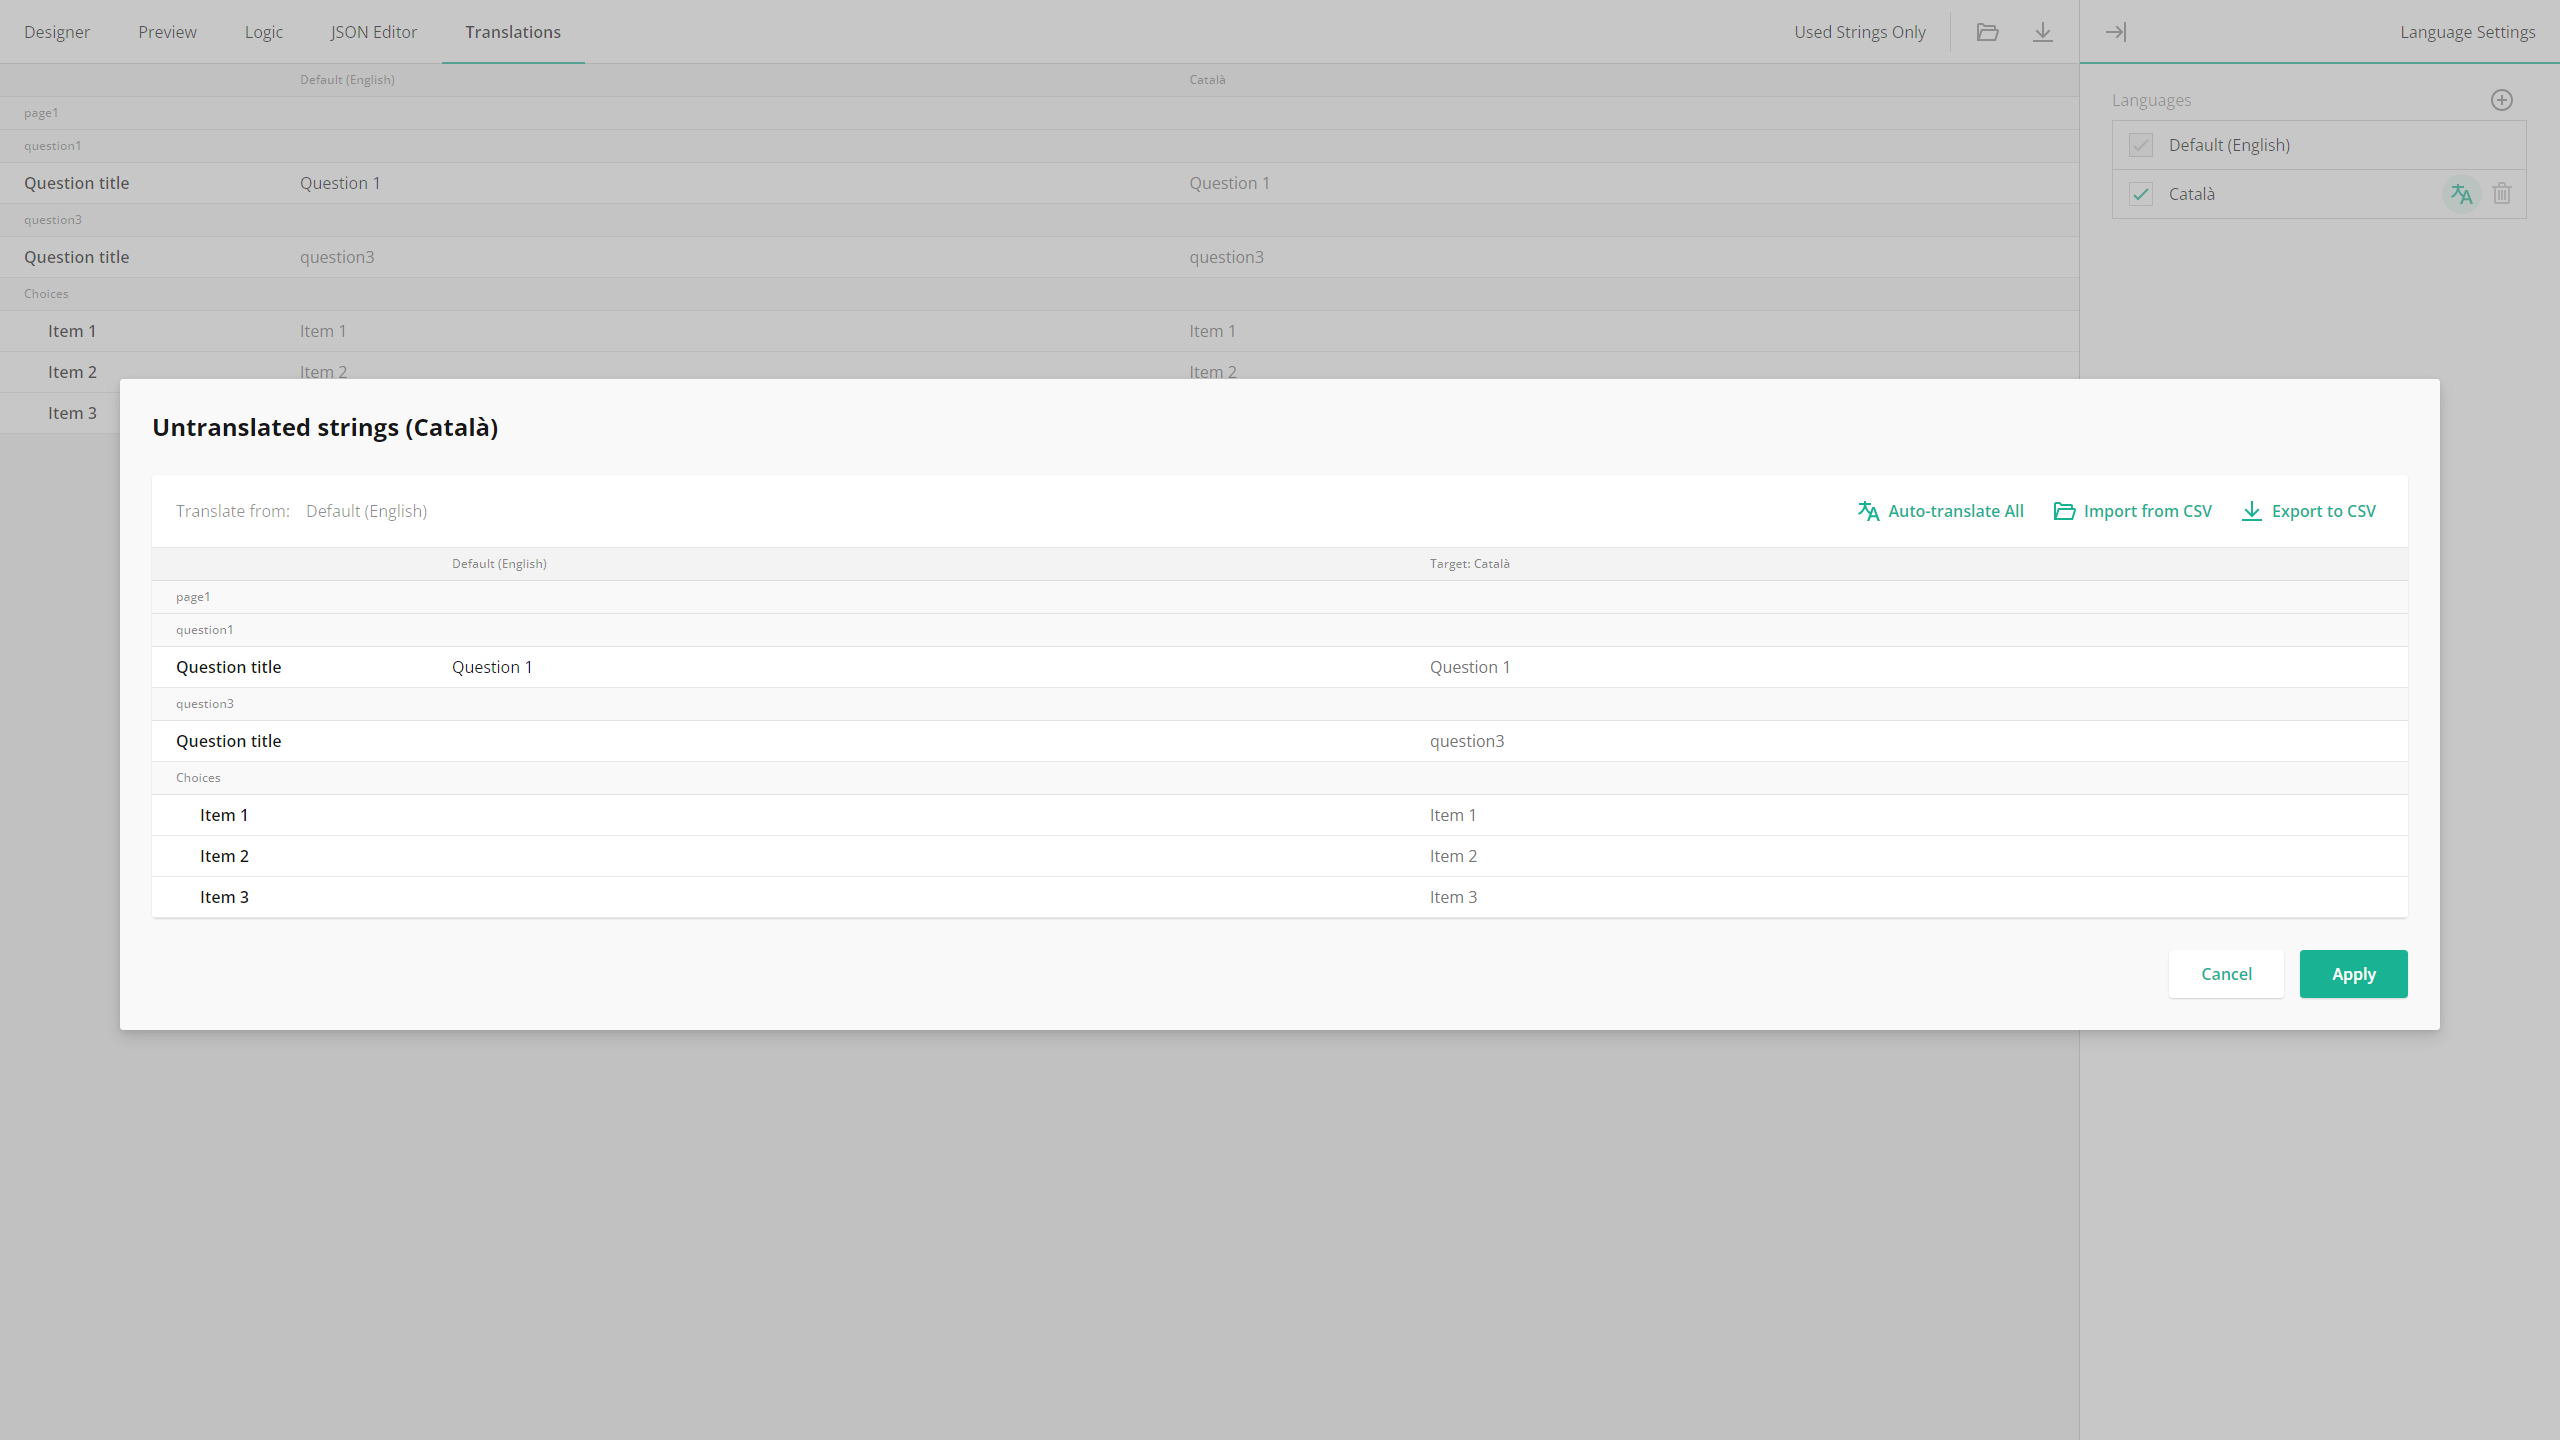 Designer Preview Logic JSON Editor Translations Used Strings Only Language Settings
Default (English) Català
Languages
page1
question1
Default (English)
Question title Question 1 Question 1
Català
question3
Question title question3 question3
Choices
Item 1 Item 1 Item 1
Item 2 Item 2 Item 2
Item 3
Untranslated strings (Català)
Translate from: Default (English) Auto-translate All Import from CSV Export to CSV
Default (English) Target: Català
page1
question1
Question title Question 1 Question 1
question3
Question title question3
Choices
Item 1 Item 1
Item 2 Item 2
Item 3 Item 3
Cancel Apply